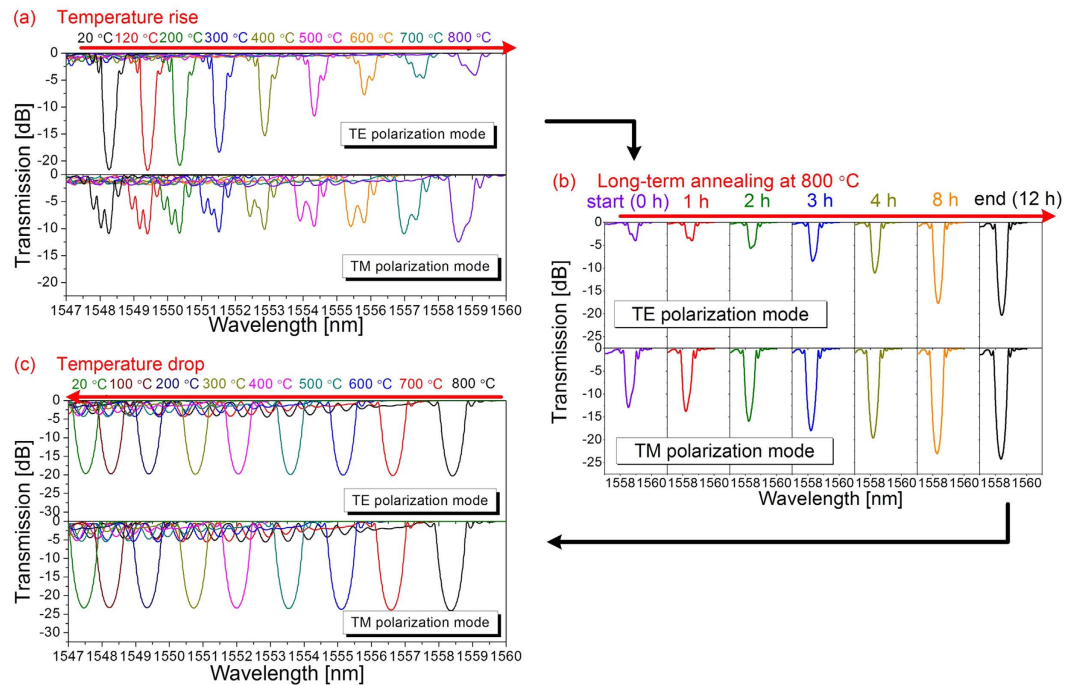 (a) Temperature rise
20 °C 120 °C 200 °C 300 °C 400 °C 500 °C 600 °C 700 °C 800 °C
0
-5
-10
-15
-20
TE polarization mode
0
-5
-10
-15
-20
TM polarization mode
Transmission [dB]
Transmission [dB]
1547 1548 1549 1550 1551 1552 1553 1554 1555 1556 1557 1558 1559 1560
Wavelength [nm]
(b) Long-term annealing at 800 °C
start (0 h) 1 h 2 h 3 h 4 h 8 h end (12 h)
0
-5
-10
-15
-20
-25
TE polarization mode
0
-5
-10
-15
-20
-25
TM polarization mode
Transmission [dB]
1558 1560 1558 1560 1558 1560 1558 1560 1558 1560 1558 1560 1558 1560
Wavelength [nm]
(c) Temperature drop
20 °C 100 °C 200 °C 300 °C 400 °C 500 °C 600 °C 700 °C 800 °C
0
-5
-10
-15
-20
-25
-30
TE polarization mode
0
-5
-10
-15
-20
-25
-30
TM polarization mode
Transmission [dB]
Transmission [dB]
1547 1548 1549 1550 1551 1552 1553 1554 1555 1556 1557 1558 1559 1560
Wavelength [nm]